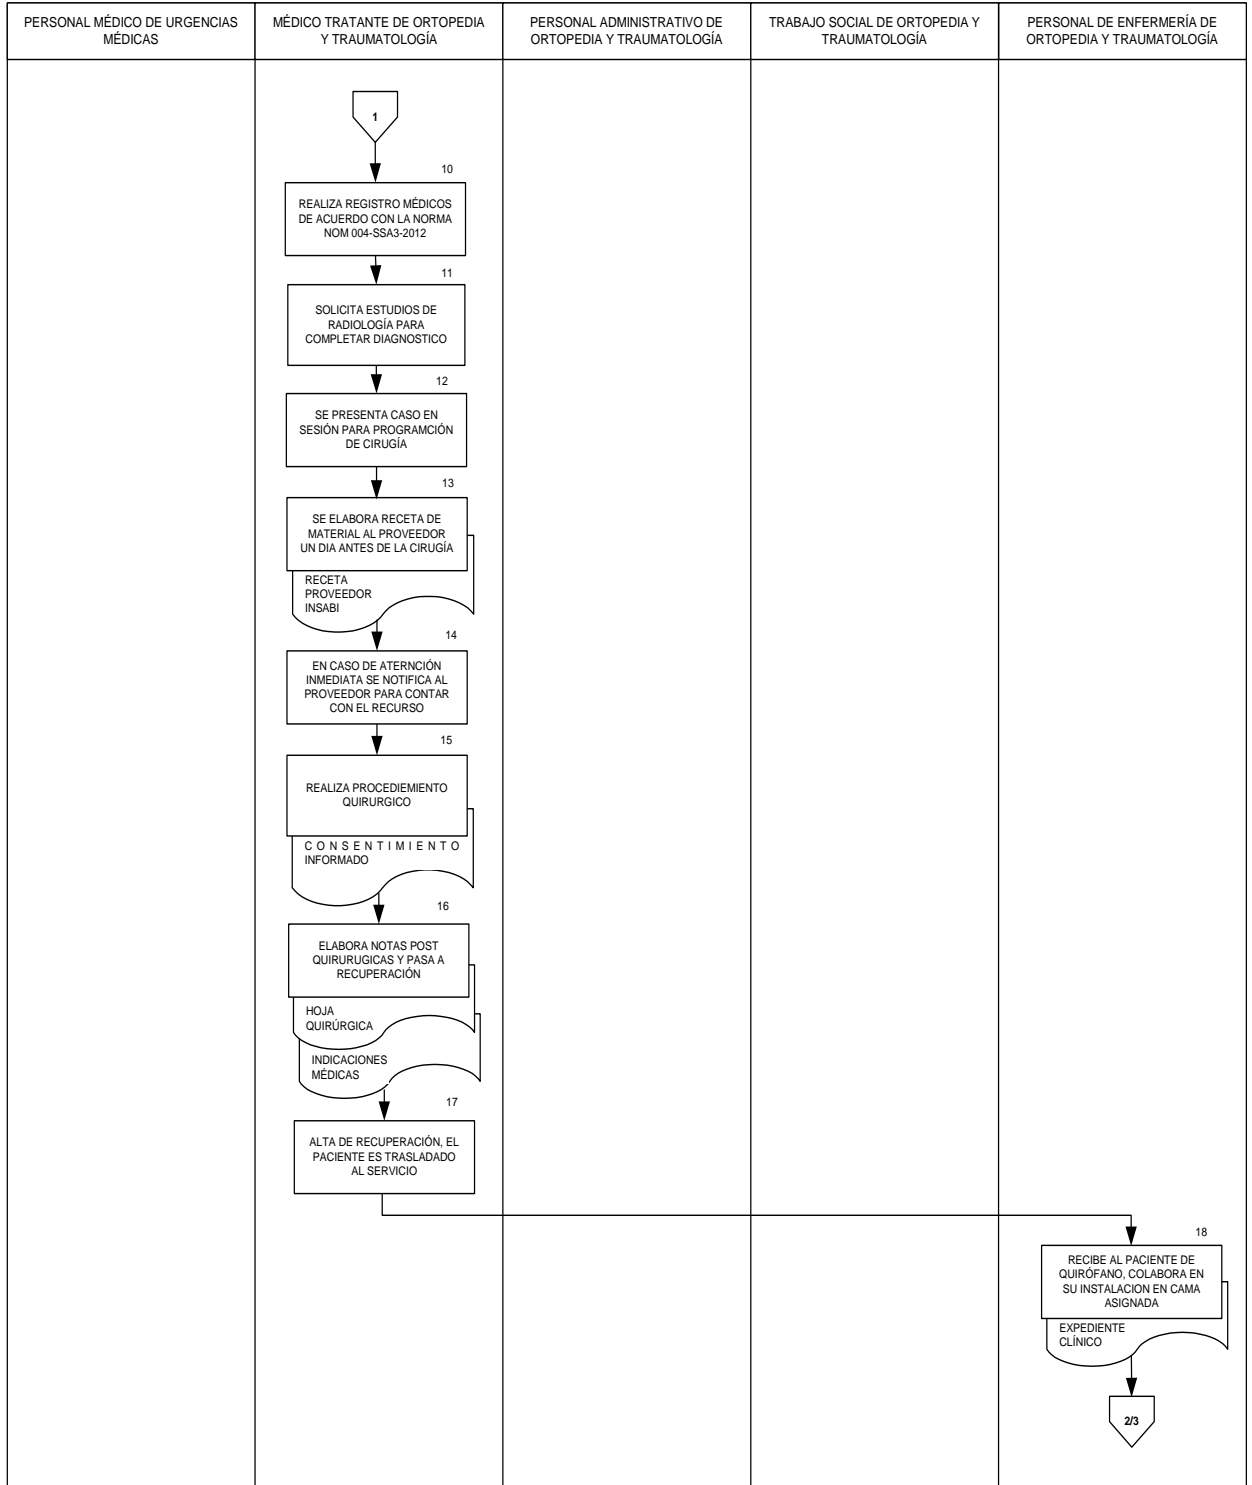 PERSONAL MÉDICO DE URGENCIAS
MÉDICAS
MÉDICO TRATANTE DE ORTOPEDIA
Y TRAUMATOLOGÍA
PERSONAL ADMINISTRATIVO DE
ORTOPEDIA Y TRAUMATOLOGÍA
TRABAJO SOCIAL DE ORTOPEDIA Y
TRAUMATOLOGÍA
PERSONAL DE ENFERMERÍA DE
ORTOPEDIA Y TRAUMATOLOGÍA
1
10
REALIZA REGISTRO MÉDICOS
DE ACUERDO CON LA NORMA
NOM 004-SSA3-2012
11
SOLICITA ESTUDIOS DE
RADIOLOGÍA PARA
COMPLETAR DIAGNOSTICO
12
SE PRESENTA CASO EN
SESIÓN PARA PROGRAMCIÓN
DE CIRUGÍA
13
SE ELABORA RECETA DE
MATERIAL AL PROVEEDOR
UN DIA ANTES DE LA CIRUGÍA
RECETA
PROVEEDOR
INSABI
14
EN CASO DE ATERNCIÓN
INMEDIATA SE NOTIFICA AL
PROVEEDOR PARA CONTAR
CON EL RECURSO
15
REALIZA PROCEDIEMIENTO
QUIRURGICO
CONSENTIMIENTO
INFORMADO
16
ELABORA NOTAS POST
QUIRURUGICAS Y PASA A
RECUPERACIÓN
HOJA
QUIRÚRGICA
INDICACIONES
MÉDICAS
17
ALTA DE RECUPERACIÓN, EL
PACIENTE ES TRASLADADO
AL SERVICIO
18
RECIBE AL PACIENTE DE
QUIRÓFANO, COLABORA EN
SU INSTALACION EN CAMA
ASIGNADA
EXPEDIENTE
CLÍNICO
2/3